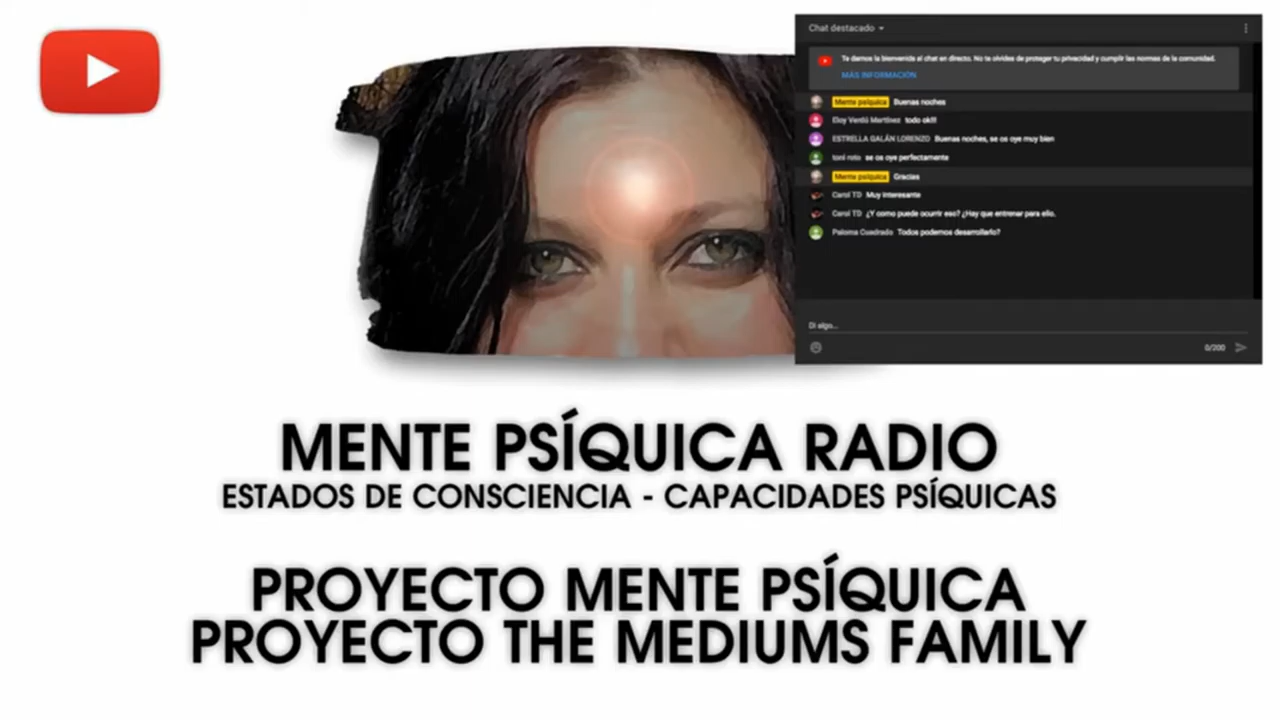 Chat destacado
Te damos la bienvenida al chat en directo. No te olvides de proteger tu privacidad y cumplir las normas de la comunidad.
MÁS INFORMACIÓN
Mente psíquica Buenas noches
Eloy Verdú Martínez todo ok!!!
ESTRELLA GALÁN LORENZO Buenas noches, se os oye muy bien
toni roto se os oye perfectamente
Mente psíquica Gracias
Carol TD Muy interesante
Carol TD ¿Y como puede ocurrir eso? ¿Hay que entrenar para ello.
Paloma Cuadrado Todos podemos desarrollarlo?
Di algo...
0/200
MENTE PSÍQUICA RADIO
ESTADOS DE CONSCIENCIA - CAPACIDADES PSÍQUICAS
PROYECTO MENTE PSÍQUICA
PROYECTO THE MEDIUMS FAMILY